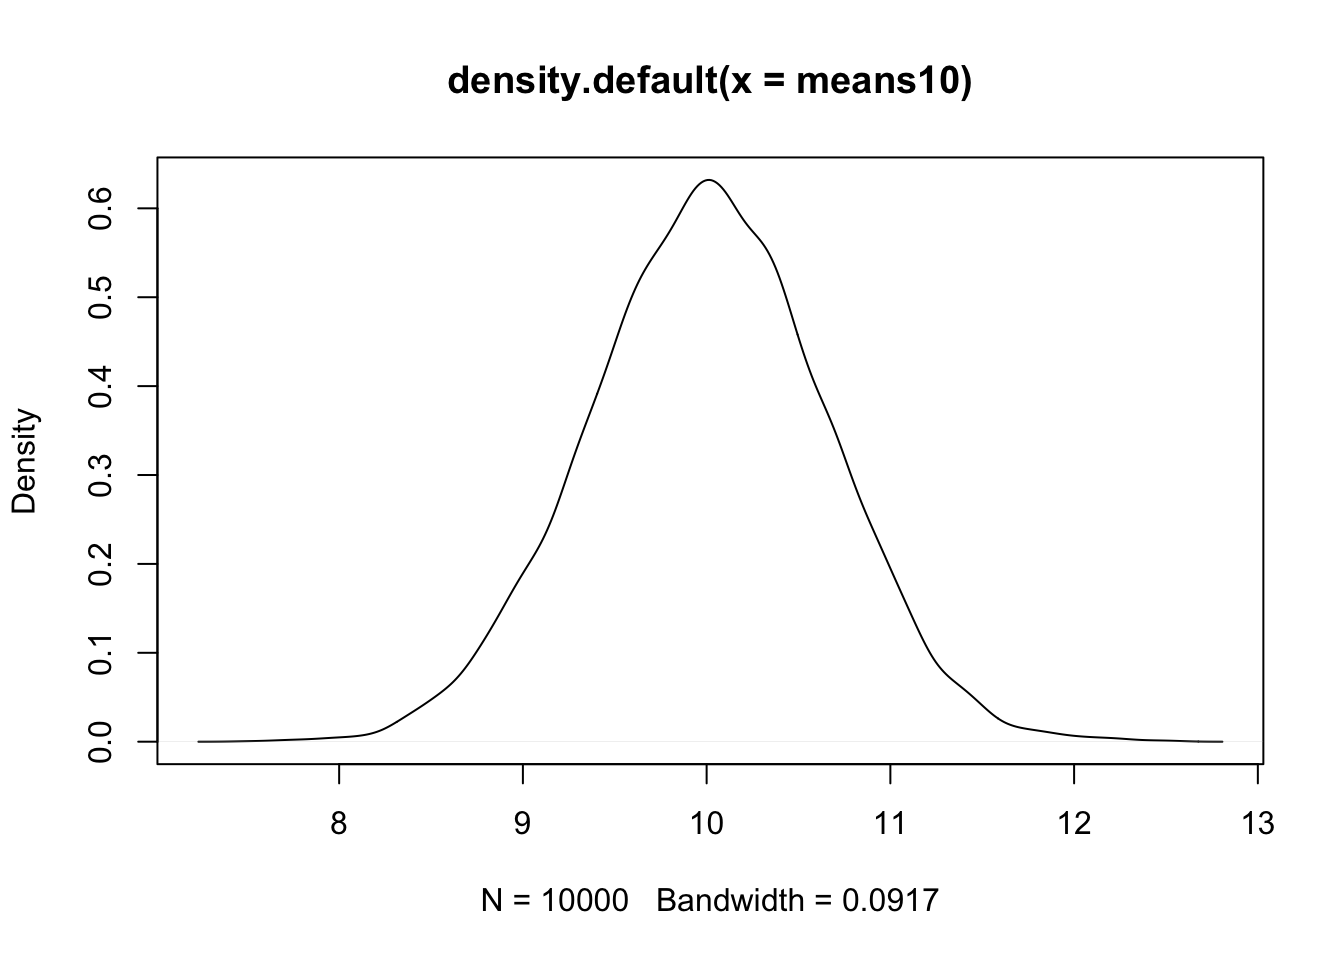 density.default(x = means10)
Density
0.0 0.1 0.2 0.3 0.4 0.5 0.6
8 9 10 11 12 13
N = 10000   Bandwidth = 0.0917